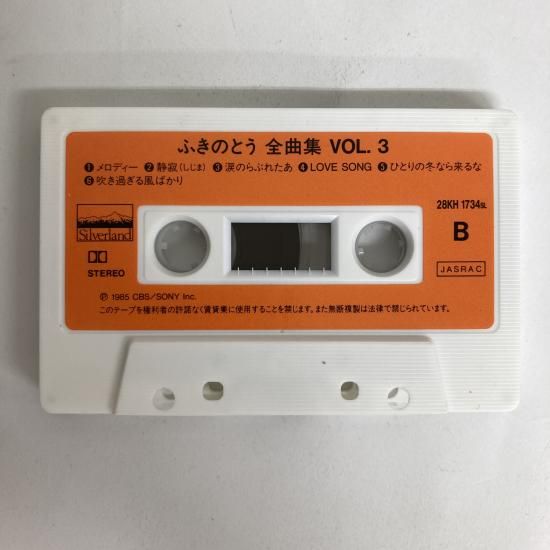 ふきのとう 全曲集 VOL. 3
❶メロディー ❷静寂(しじま) ❸涙のらぶれたあ ❹LOVE SONG ❺ひとりの冬なら来るな
❻吹き過ぎる風ばかり
28KH 1734SL
Silverland
B
STEREO
JASRAC
Ⓟ 1985 CBS/SONY Inc.
このテープを権利者の許諾なく賃貸業に使用することを禁じます。また無断複製は法律で禁じられています。